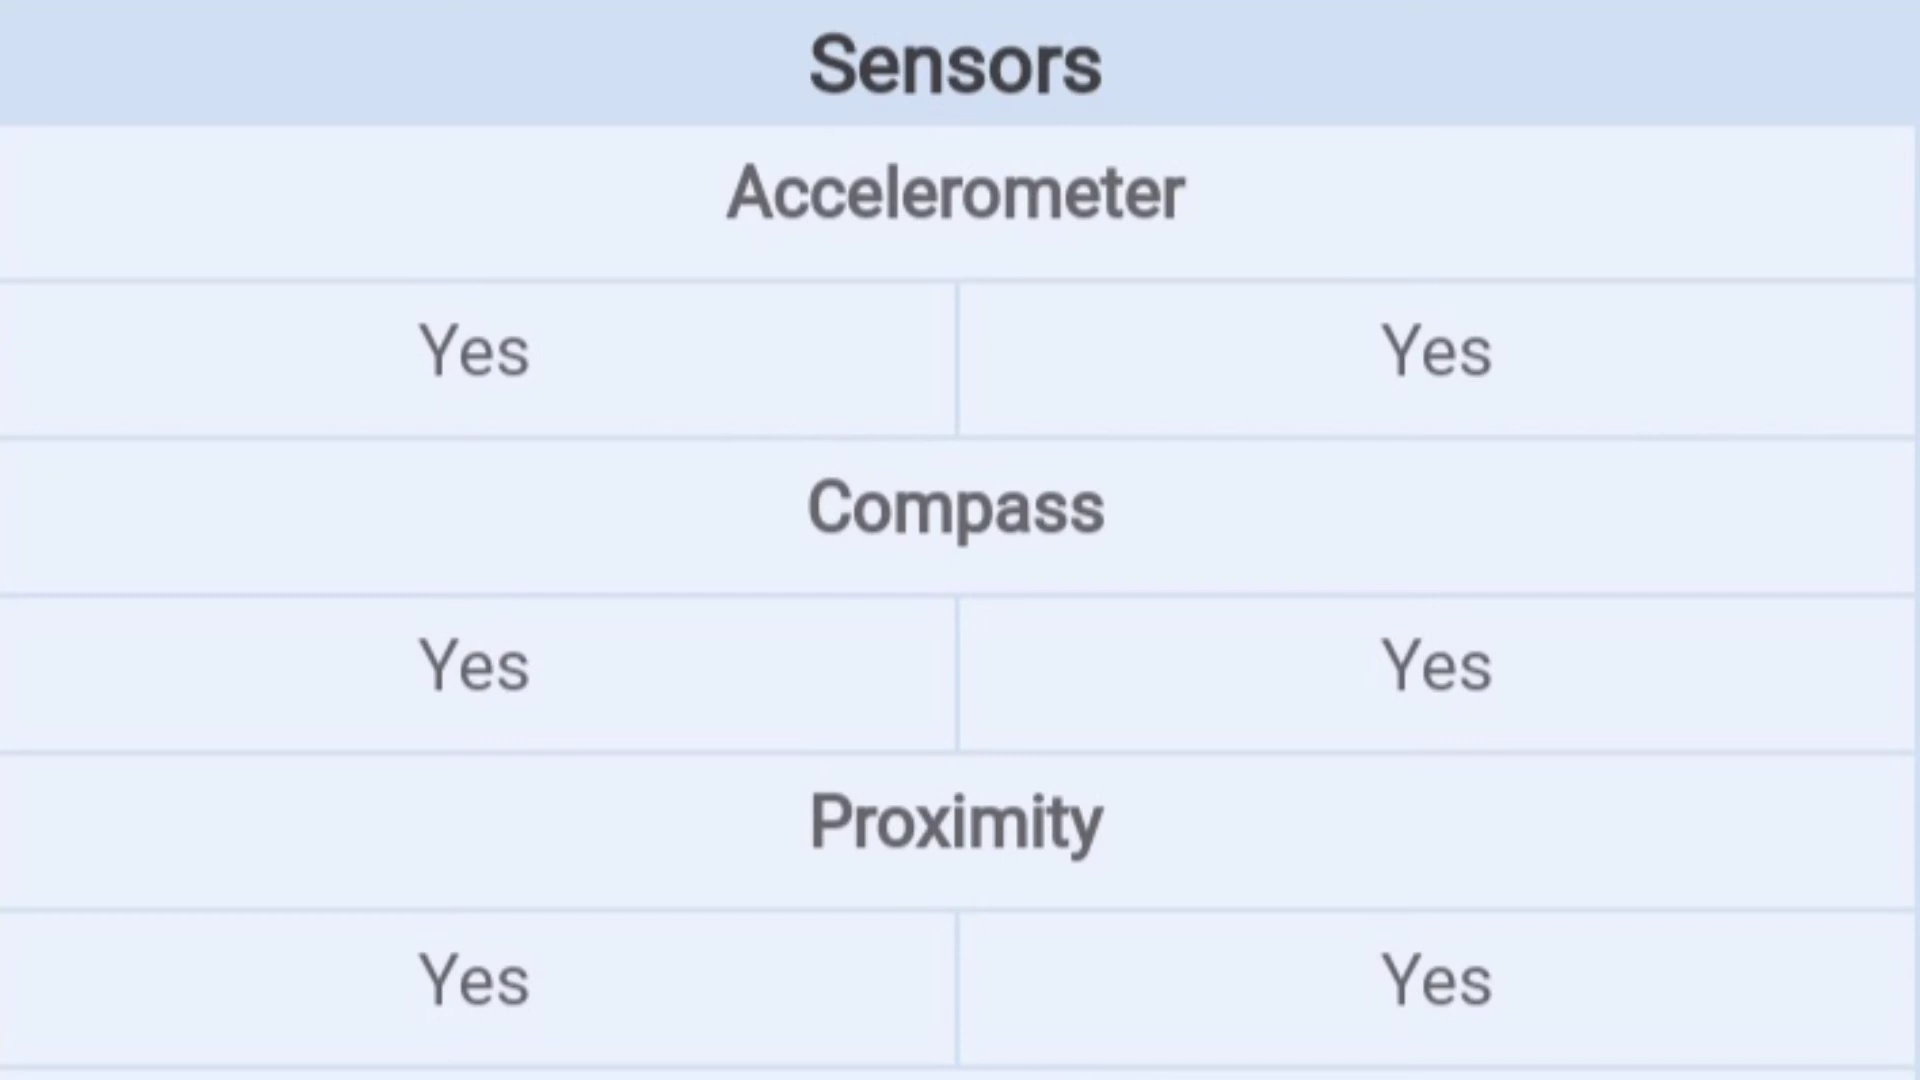 Sensors
Accelerometer
Yes Yes
Compass
Yes Yes
Proximity
Yes Yes